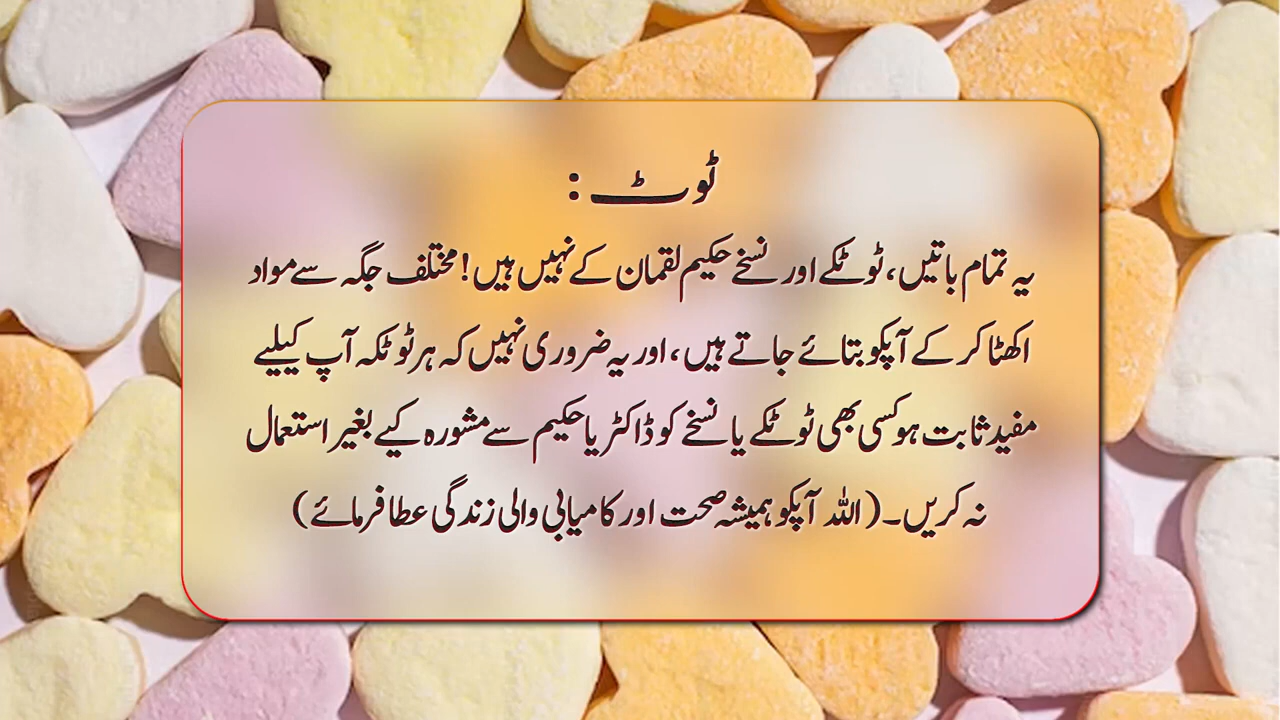 ٹوٹ :
یہ تمام باتیں، ٹوٹکے اور نسخے حکیم لقمان کے نہیں ہیں! مختلف جگہ سے مواد
اکھٹا کر کے آپکو بتائے جاتے ہیں، اور یہ ضروری نہیں کہ ہر ٹوٹکہ آپ کیلیے
مفید ثابت ہو کسی بھی ٹوٹکے یا نسخے کو ڈاکٹر یا حکیم سے مشورہ کیے بغیر استعمال
نہ کریں۔ (اللہ آپکو ہمیشہ صحت اور کامیابی والی زندگی عطا فرمائے)